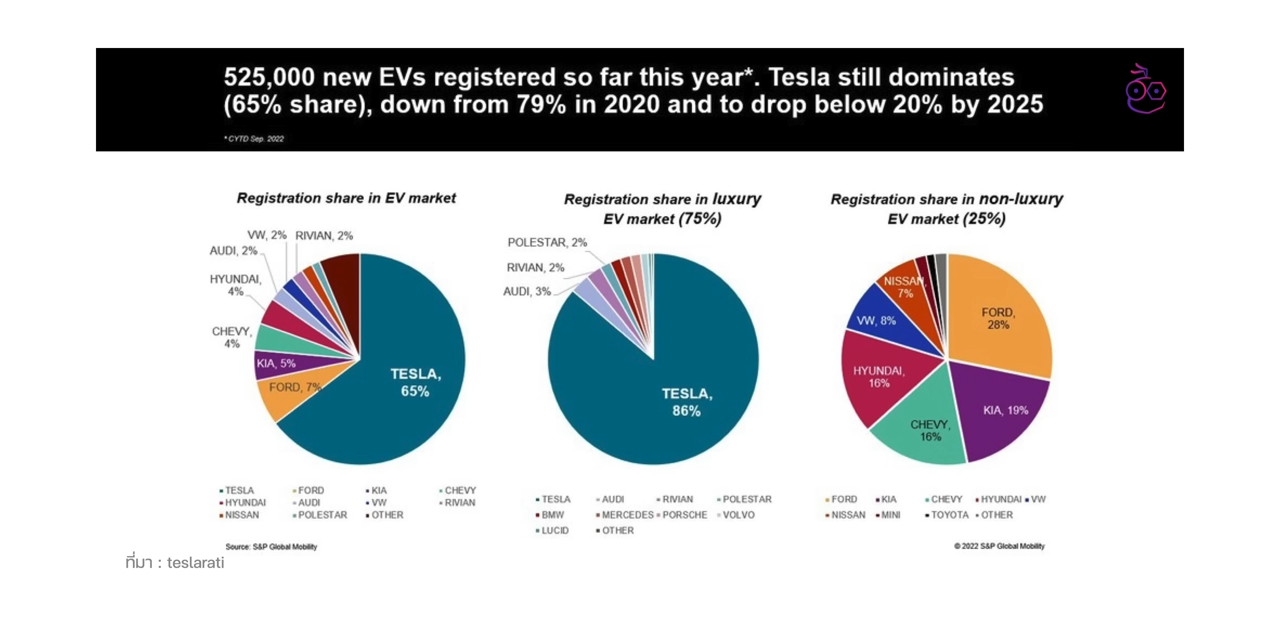 525,000 new EVs registered so far this year*. Tesla still dominates
(65% share), down from 79% in 2020 and to drop below 20% by 2025
* CYTD Sep. 2022
Registration share in EV market
VW, 2%
RIVIAN, 2%
AUDI, 2%
HYUNDAI,
4%
CHEVY,
4%
KIA, 5%
FORD, 7%
TESLA,
65%
TESLA FORD KIA CHEVY
HYUNDAI AUDI VW RIVIAN
NISSAN POLESTAR OTHER
Registration share in luxury
EV market (75%)
POLESTAR, 2%
RIVIAN, 2%
AUDI, 3%
TESLA,
86%
TESLA AUDI RIVIAN POLESTAR
BMW MERCEDES PORSCHE VOLVO
LUCID OTHER
Registration share in non-luxury
EV market (25%)
NISSAN,
7%
VW, 8%
HYUNDAI,
16%
CHEVY,
16%
KIA, 19%
FORD,
28%
FORD KIA CHEVY HYUNDAI VW
NISSAN MINI TOYOTA OTHER
Source: S&P Global Mobility
© 2022 S&P Global Mobility
ที่มา : teslarati